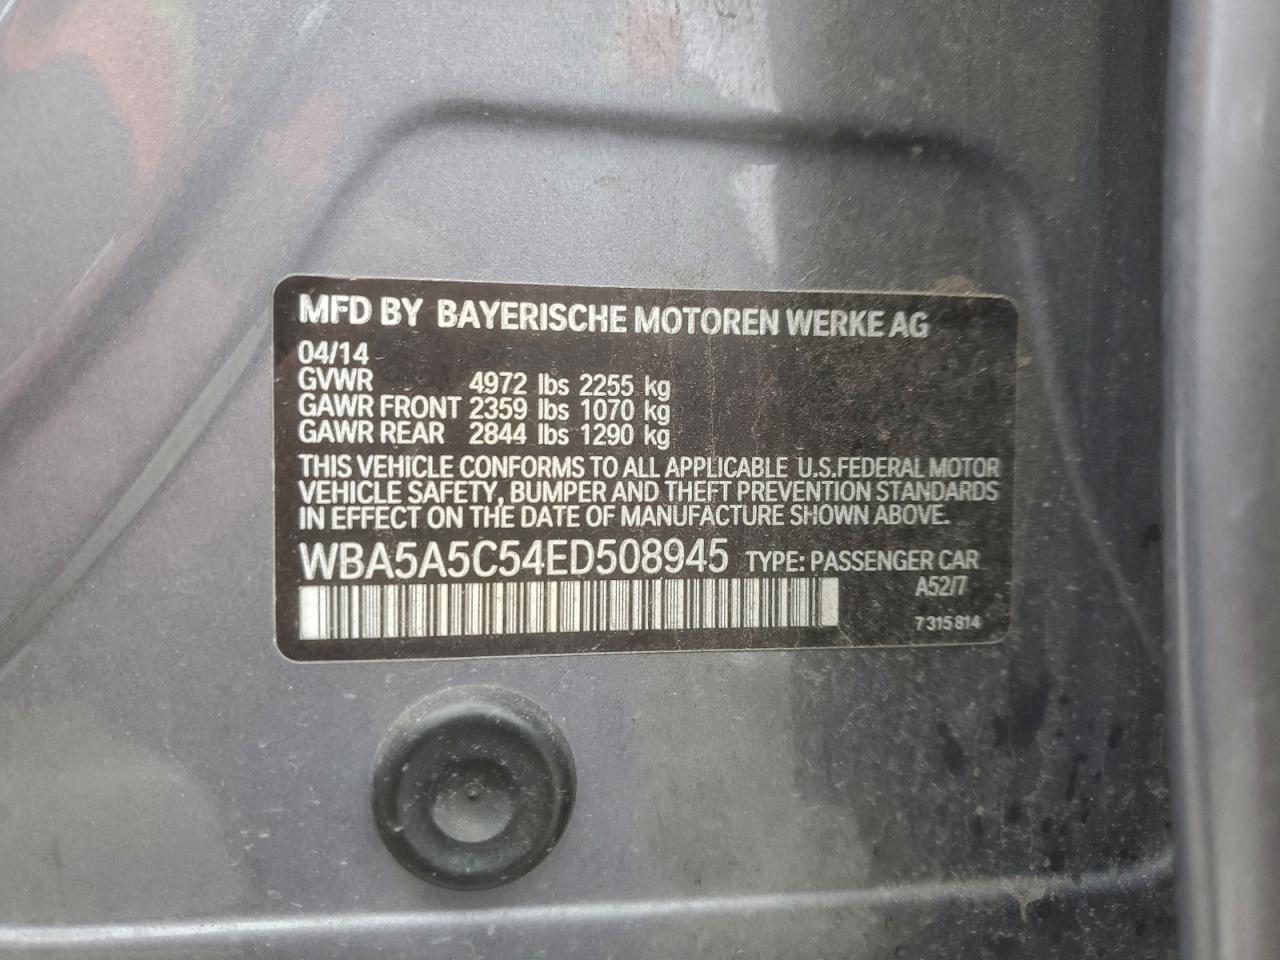 MFD BY BAYERISCHE MOTOREN WERKE AG
04/14
GVWR 4972 lbs 2255 kg
GAWR FRONT 2359 lbs 1070 kg
GAWR REAR 2844 lbs 1290 kg
THIS VEHICLE CONFORMS TO ALL APPLICABLE U.S.FEDERAL MOTOR
VEHICLE SAFETY, BUMPER AND THEFT PREVENTION STANDARDS
IN EFFECT ON THE DATE OF MANUFACTURE SHOWN ABOVE.
WBA5A5C54ED508945 TYPE: PASSENGER CAR
A52/7
7 315 814